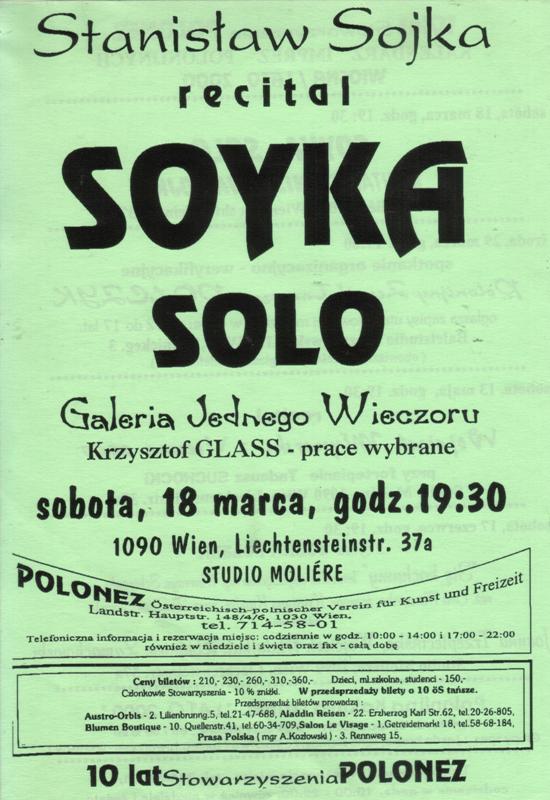 Stanisław Sojka
recital
SOYKA
SOLO
Galeria Jednego Wieczoru
Krzysztof GLASS - prace wybrane
sobota, 18 marca, godz.19:30
1090 Wien, Liechtensteinstr. 37a
STUDIO MOLIÉRE
POLONEZ Österreichisch-polnischer Verein für Kunst und Freizeit
Landstr. Hauptstr. 148/4/6, 1030 Wien.
tel. 714-58-01
Telefoniczna informacja i rezerwacja miejsc: codziennie w godz. 10:00 - 14:00 i 17:00 - 22:00
również w niedziele i święta oraz fax - całą dobę
Ceny biletów : 210,- 230,- 260,- 310,-360,- Dzieci, mł.szkolna, studenci - 150,-
Członkowie Stowarzyszenia - 10 % zniżki. W przedsprzedaży bilety o 10 öS tańsze.
Przedsprzedaż biletów prowadzą :
Austro-Orbis - 2. Lilienbrunng.5, tel.21-47-688, Aladdin Reisen - 22. Erzherzog Karl Str.62, tel.20-26-805,
Blumen Boutique - 10. Quellenstr.41, tel.60-34-709,Salon Le Visage - 1.Getreidemarkt 18, tel.58-68-184,
Prasa Polska ( mgr A.Kozłowski ) - 3. Rennweg 15,
10 lat Stowarzyszenia POLONEZ